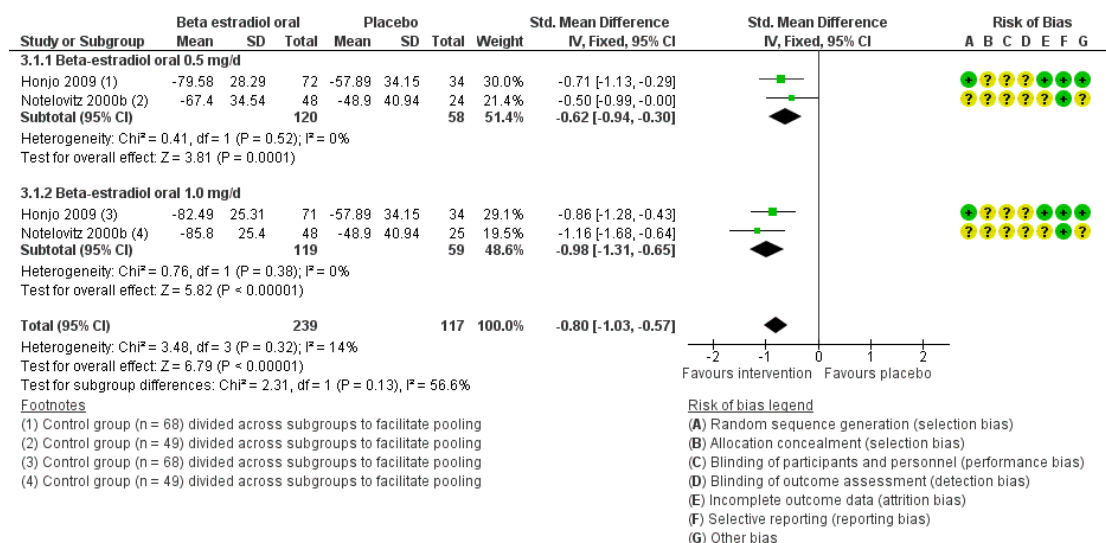 Beta estradiol oral Placebo Std. Mean Difference Std. Mean Difference Risk of Bias
Study or Subgroup Mean SD Total Mean SD Total Weight IV, Fixed, 95% CI IV, Fixed, 95% CI A B C D E F G
3.1.1 Beta-estradiol oral 0.5 mg/d
Honjo 2009 (1) -79.58 28.29 72 -57.89 34.15 34 30.0% -0.71 [-1.13, -0.29] + ? ? ? + + +
Notelovitz 2000b (2) -67.4 34.54 48 -48.9 40.94 24 21.4% -0.50 [-0.99, -0.00] ? ? ? ? ? + ?
Subtotal (95% CI) 120 58 51.4% -0.62 [-0.94, -0.30]
Heterogeneity: Chi² = 0.41, df = 1 (P = 0.52); I² = 0%
Test for overall effect: Z = 3.81 (P = 0.0001)
3.1.2 Beta-estradiol oral 1.0 mg/d
Honjo 2009 (3) -82.49 25.31 71 -57.89 34.15 34 29.1% -0.86 [-1.28, -0.43] + ? ? ? + + +
Notelovitz 2000b (4) -85.8 25.4 48 -48.9 40.94 25 19.5% -1.16 [-1.68, -0.64] ? ? ? ? ? + ?
Subtotal (95% CI) 119 59 48.6% -0.98 [-1.31, -0.65]
Heterogeneity: Chi² = 0.76, df = 1 (P = 0.38); I² = 0%
Test for overall effect: Z = 5.82 (P < 0.00001)
Total (95% CI) 239 117 100.0% -0.80 [-1.03, -0.57]
Heterogeneity: Chi² = 3.48, df = 3 (P = 0.32); I² = 14%
Test for overall effect: Z = 6.79 (P < 0.00001)
Test for subgroup differences: Chi² = 2.31, df = 1 (P = 0.13), I² = 56.6%
-2 -1 0 1 2
Favours intervention Favours placebo
Footnotes
(1) Control group (n = 68) divided across subgroups to facilitate pooling
(2) Control group (n = 49) divided across subgroups to facilitate pooling
(3) Control group (n = 68) divided across subgroups to facilitate pooling
(4) Control group (n = 49) divided across subgroups to facilitate pooling
Risk of bias legend
(A) Random sequence generation (selection bias)
(B) Allocation concealment (selection bias)
(C) Blinding of participants and personnel (performance bias)
(D) Blinding of outcome assessment (detection bias)
(E) Incomplete outcome data (attrition bias)
(F) Selective reporting (reporting bias)
(G) Other bias